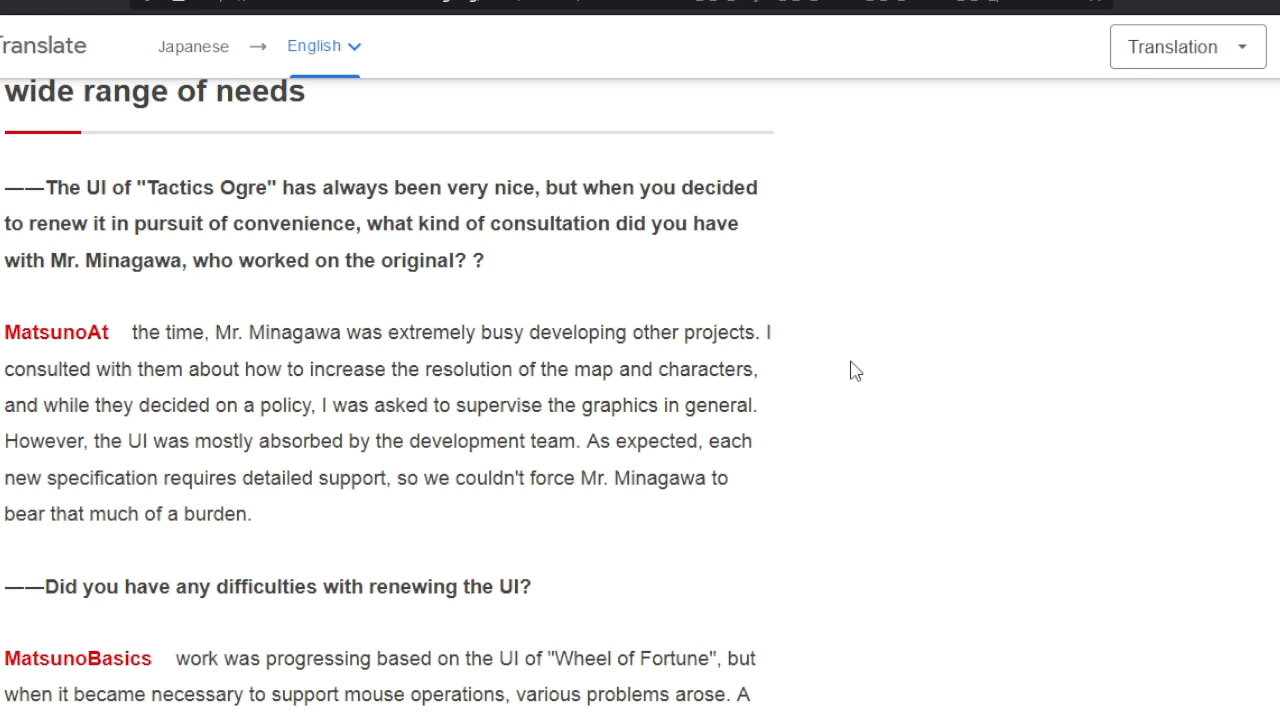 ranslate
Japanese → English
Translation
wide range of needs
——The UI of "Tactics Ogre" has always been very nice, but when you decided
to renew it in pursuit of convenience, what kind of consultation did you have
with Mr. Minagawa, who worked on the original? ?
MatsunoAt the time, Mr. Minagawa was extremely busy developing other projects. I
consulted with them about how to increase the resolution of the map and characters,
and while they decided on a policy, I was asked to supervise the graphics in general.
However, the UI was mostly absorbed by the development team. As expected, each
new specification requires detailed support, so we couldn't force Mr. Minagawa to
bear that much of a burden.
——Did you have any difficulties with renewing the UI?
MatsunoBasics work was progressing based on the UI of "Wheel of Fortune", but
when it became necessary to support mouse operations, various problems arose. A